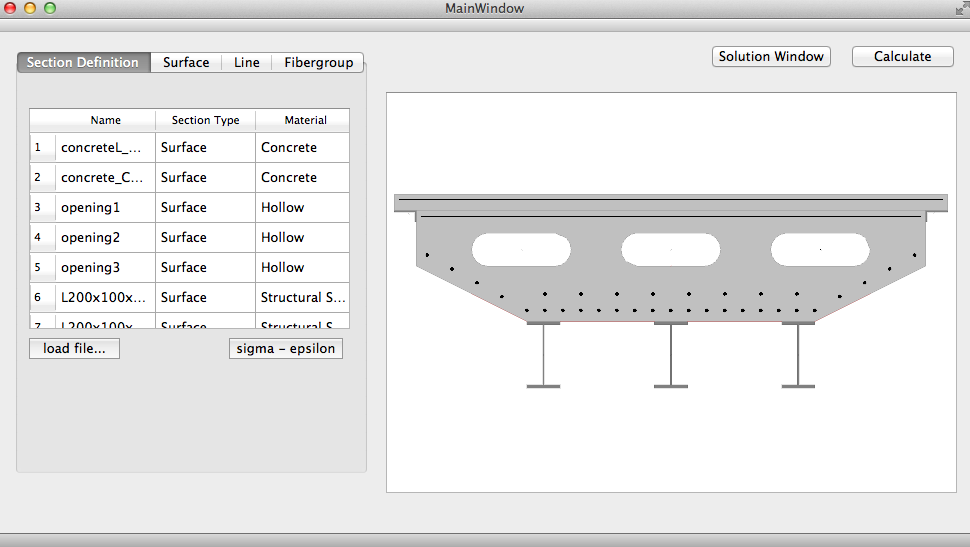 MainWindow
Section Definition Surface Line Fibergroup
Solution Window Calculate
Name Section Type Material
1 concreteL_... Surface Concrete
2 concrete_C... Surface Concrete
3 opening1 Surface Hollow
4 opening2 Surface Hollow
5 opening3 Surface Hollow
6 L200x100x... Surface Structural S...
7 L200x100x... Surface Structural S...
load file... sigma - epsilon